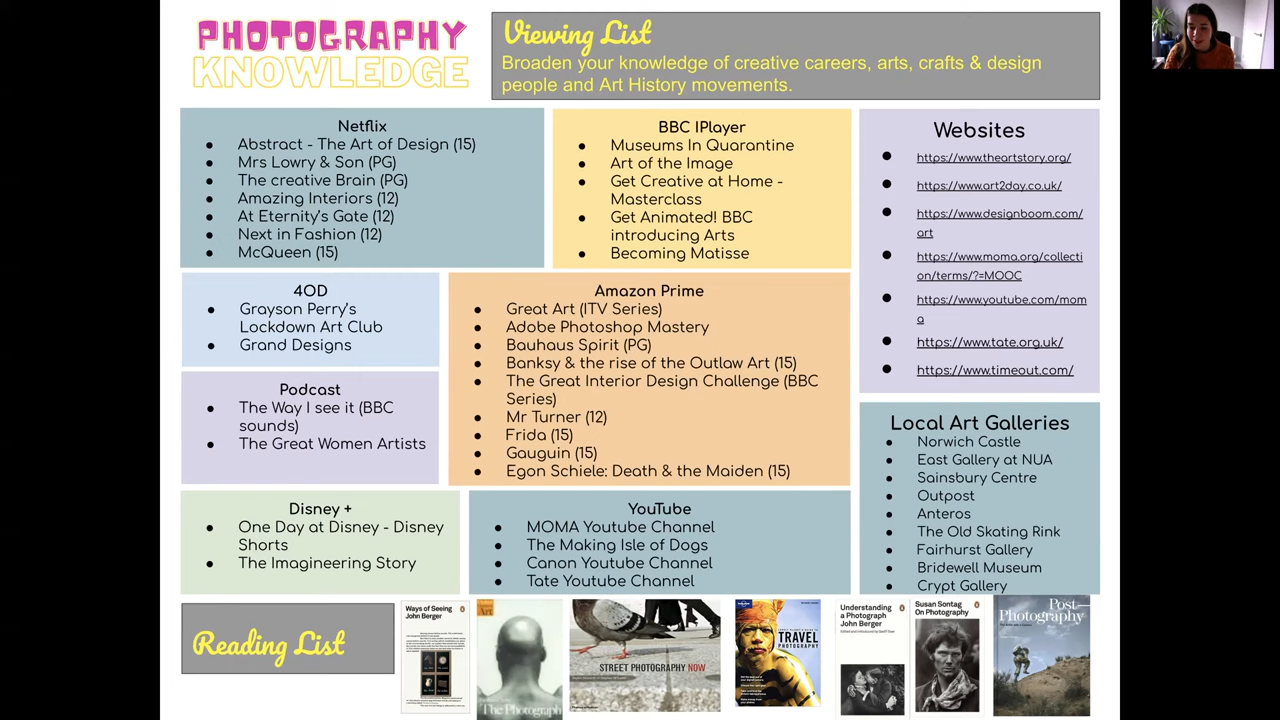 PHOTOGRAPHY
KNOWLEDGE
Viewing List
Broaden your knowledge of creative careers, arts, crafts & design
people and Art History movements.
Netflix
Abstract - The Art of Design (15)
Mrs Lowry & Son (PG)
The creative Brain (PG)
Amazing Interiors (12)
At Eternity's Gate (12)
Next in Fashion (12)
McQueen (15)
BBC IPlayer
Museums In Quarantine
Art of the Image
Get Creative at Home -
Masterclass
Get Animated! BBC
introducing Arts
Becoming Matisse
Websites
https://www.theartstory.org/
https://www.art2day.co.uk/
https://www.designboom.com/
art
https://www.moma.org/collecti
on/terms/?=MOOC
https://www.youtube.com/mom
a
https://www.tate.org.uk/
https://www.timeout.com/
4OD
Grayson Perry's
Lockdown Art Club
Grand Designs
Amazon Prime
Great Art (ITV Series)
Adobe Photoshop Mastery
Bauhaus Spirit (PG)
Banksy & the rise of the Outlaw Art (15)
The Great Interior Design Challenge (BBC
Series)
Mr Turner (12)
Frida (15)
Gauguin (15)
Egon Schiele: Death & the Maiden (15)
Podcast
The Way I see it (BBC
sounds)
The Great Women Artists
Local Art Galleries
Norwich Castle
East Gallery at NUA
Sainsbury Centre
Outpost
Anteros
The Old Skating Rink
Fairhurst Gallery
Bridewell Museum
Crypt Gallery
Disney +
One Day at Disney - Disney
Shorts
The Imagineering Story
YouTube
MOMA Youtube Channel
The Making Isle of Dogs
Canon Youtube Channel
Tate Youtube Channel
Reading List
Ways of Seeing
John Berger
Art
The Photograph
STREET PHOTOGRAPHY NOW
TRAVEL
PHOTOGRAPHY
Understanding
a Photograph
John Berger
Susan Sontag
On Photography
Post-
Photography